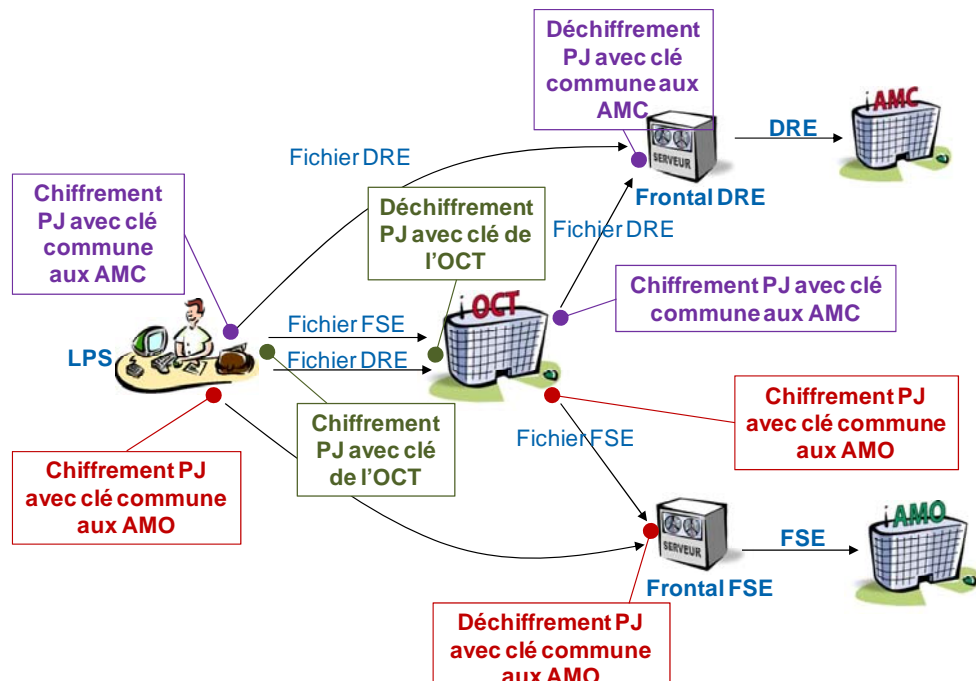 Déchiffrement
PJ avec clé
commune aux
AMC
AMC
DRE
SERVEUR
Frontal DRE
Fichier DRE
Chiffrement
PJ avec clé
commune
aux AMC
Déchiffrement
PJ avec clé de
l'OCT
Fichier DRE
Chiffrement PJ avec clé
commune aux AMC
OCT
Fichier FSE
LPS
Fichier DRE
Chiffrement PJ
avec clé commune
aux AMO
Chiffrement
PJ avec clé
de l'OCT
Fichier FSE
Chiffrement PJ
avec clé commune
aux AMO
AMO
FSE
SERVEUR
Frontal FSE
Déchiffrement PJ
avec clé commune
aux AMO